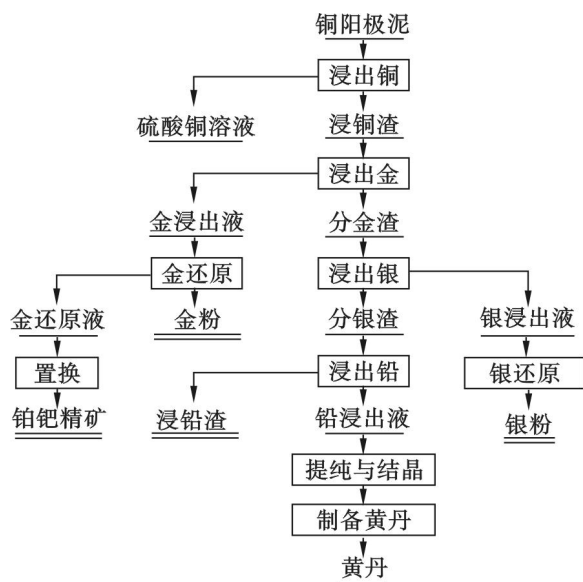 铜阳极泥
浸出铜
硫酸铜溶液
浸铜渣
浸出金
金浸出液
分金渣
金还原
浸出银
金还原液
金粉
分银渣
银浸出液
置换
浸出铅
银还原
铂钯精矿
浸铅渣
铅浸出液
银粉
提纯与结晶
制备黄丹
黄丹